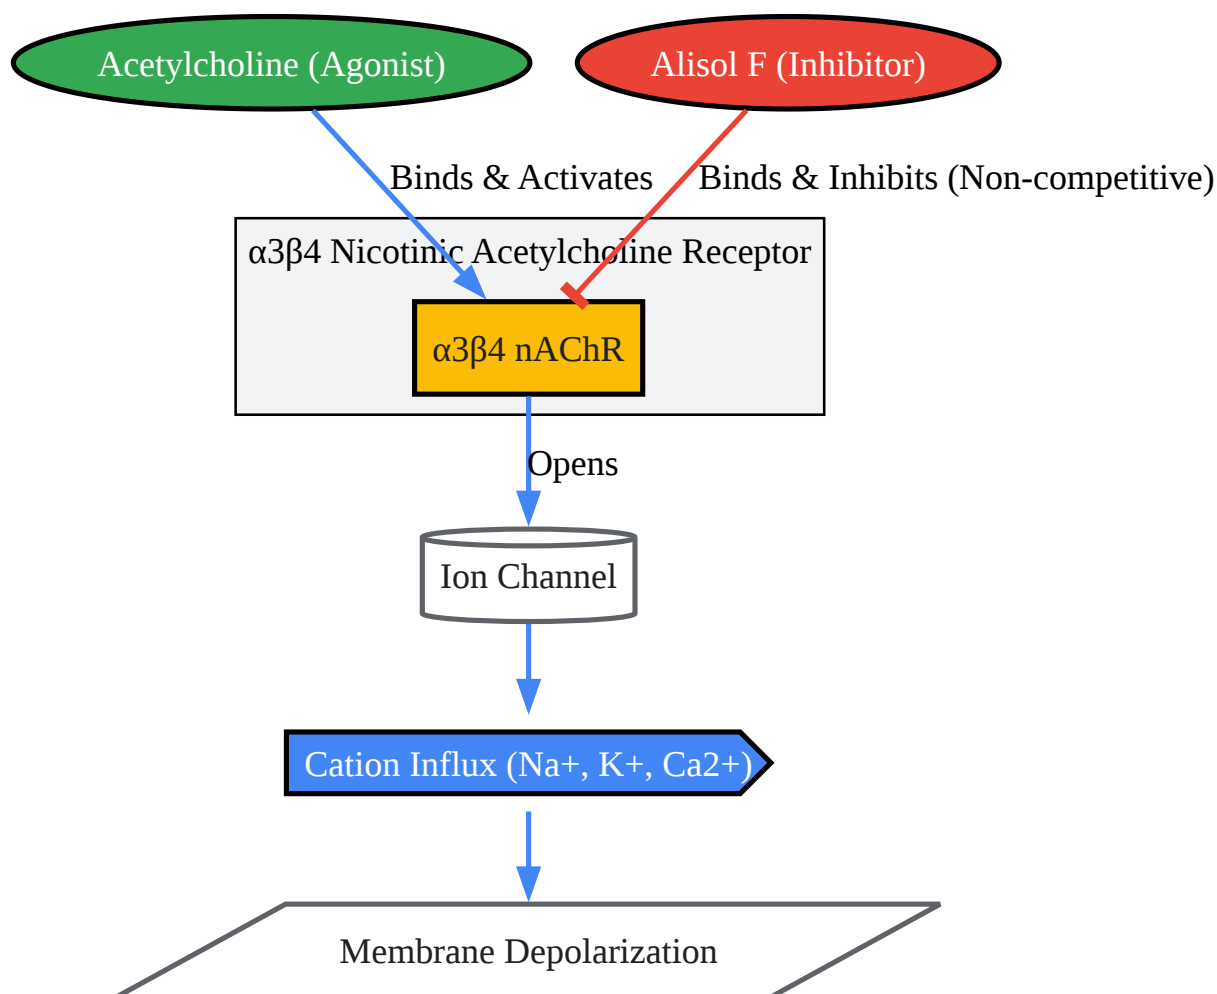 Acetylcholine (Agonist)
Alisol F (Inhibitor)
Binds & Activates
Binds & Inhibits (Non-competitive)
α3β4 Nicotinic Acetylcholine Receptor
α3β4 nAChR
Opens
Ion Channel
Cation Influx (Na+, K+, Ca2+)
Membrane Depolarization